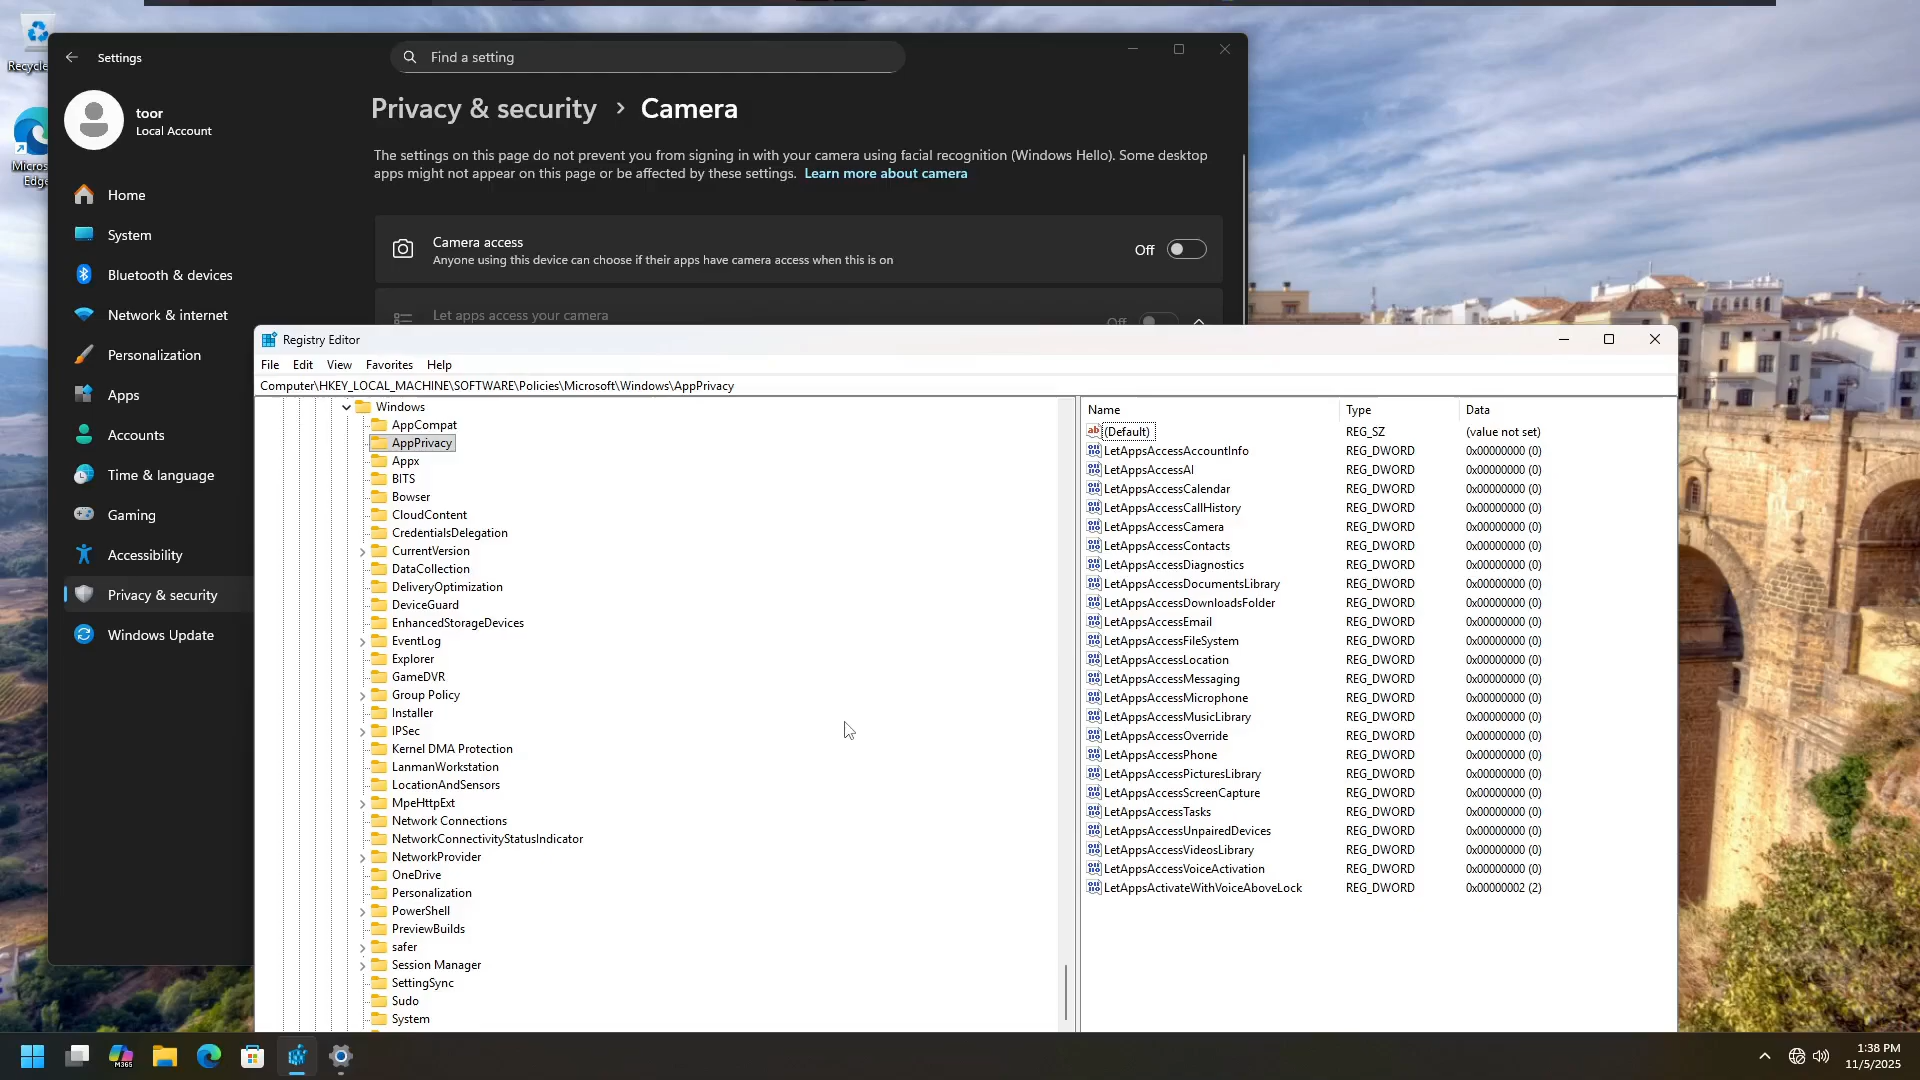 Recycle
Micros
Edge
Settings
Find a setting
toor
Local Account
Home
System
Bluetooth & devices
Network & internet
Personalization
Apps
Accounts
Time & language
Gaming
Accessibility
Privacy & security
Windows Update
Privacy & security › Camera
The settings on this page do not prevent you from signing in with your camera using facial recognition (Windows Hello). Some desktop
apps might not appear on this page or be affected by these settings. Learn more about camera
Camera access
Anyone using this device can choose if their apps have camera access when this is on
Off
Let apps access your camera
Off
Registry Editor
File Edit View Favorites Help
Computer\HKEY_LOCAL_MACHINE\SOFTWARE\Policies\Microsoft\Windows\AppPrivacy
Windows
AppCompat
AppPrivacy
Appx
BITS
Bowser
CloudContent
CredentialsDelegation
CurrentVersion
DataCollection
DeliveryOptimization
DeviceGuard
EnhancedStorageDevices
EventLog
Explorer
GameDVR
Group Policy
Installer
IPSec
Kernel DMA Protection
LanmanWorkstation
LocationAndSensors
MpeHttpExt
Network Connections
NetworkConnectivityStatusIndicator
NetworkProvider
OneDrive
Personalization
PowerShell
PreviewBuilds
safer
Session Manager
SettingSync
Sudo
System
Name Type Data
(Default) REG_SZ (value not set)
LetAppsAccessAccountInfo REG_DWORD 0x00000000 (0)
LetAppsAccessAI REG_DWORD 0x00000000 (0)
LetAppsAccessCalendar REG_DWORD 0x00000000 (0)
LetAppsAccessCallHistory REG_DWORD 0x00000000 (0)
LetAppsAccessCamera REG_DWORD 0x00000000 (0)
LetAppsAccessContacts REG_DWORD 0x00000000 (0)
LetAppsAccessDiagnostics REG_DWORD 0x00000000 (0)
LetAppsAccessDocumentsLibrary REG_DWORD 0x00000000 (0)
LetAppsAccessDownloadsFolder REG_DWORD 0x00000000 (0)
LetAppsAccessEmail REG_DWORD 0x00000000 (0)
LetAppsAccessFileSystem REG_DWORD 0x00000000 (0)
LetAppsAccessLocation REG_DWORD 0x00000000 (0)
LetAppsAccessMessaging REG_DWORD 0x00000000 (0)
LetAppsAccessMicrophone REG_DWORD 0x00000000 (0)
LetAppsAccessMusicLibrary REG_DWORD 0x00000000 (0)
LetAppsAccessOverride REG_DWORD 0x00000000 (0)
LetAppsAccessPhone REG_DWORD 0x00000000 (0)
LetAppsAccessPicturesLibrary REG_DWORD 0x00000000 (0)
LetAppsAccessScreenCapture REG_DWORD 0x00000000 (0)
LetAppsAccessTasks REG_DWORD 0x00000000 (0)
LetAppsAccessUnpairedDevices REG_DWORD 0x00000000 (0)
LetAppsAccessVideosLibrary REG_DWORD 0x00000000 (0)
LetAppsAccessVoiceActivation REG_DWORD 0x00000000 (0)
LetAppsActivateWithVoiceAboveLock REG_DWORD 0x00000002 (2)
M365
1:38 PM
11/5/2025